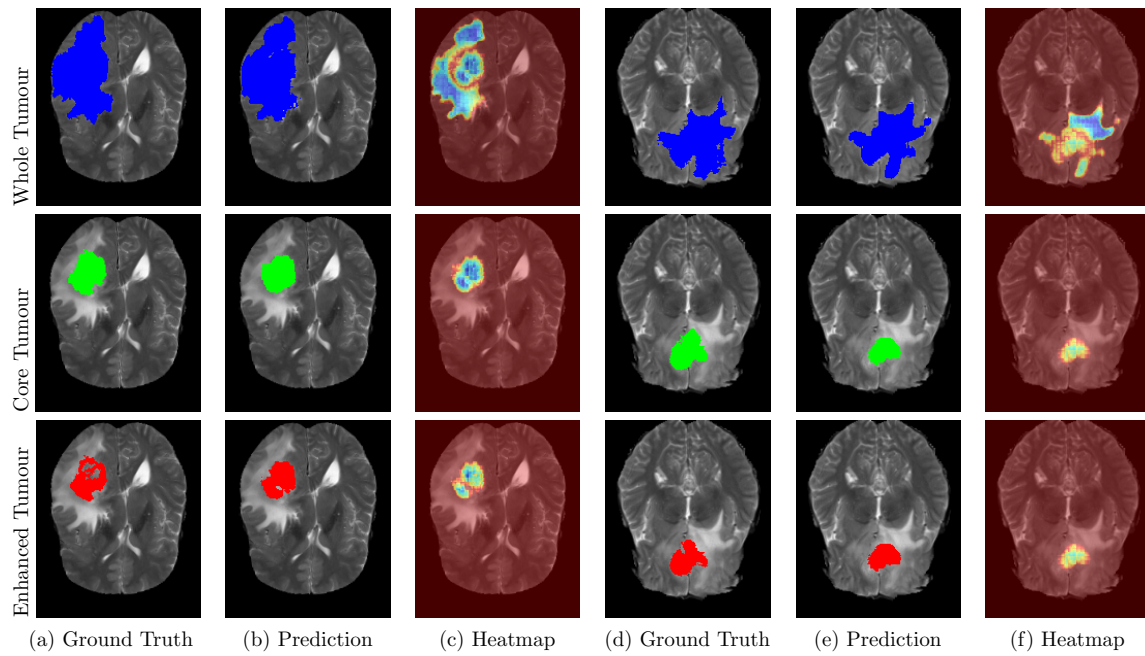 Whole Tumour
Core Tumour
Enhanced Tumour
(a) Ground Truth
(b) Prediction
(c) Heatmap
(d) Ground Truth
(e) Prediction
(f) Heatmap